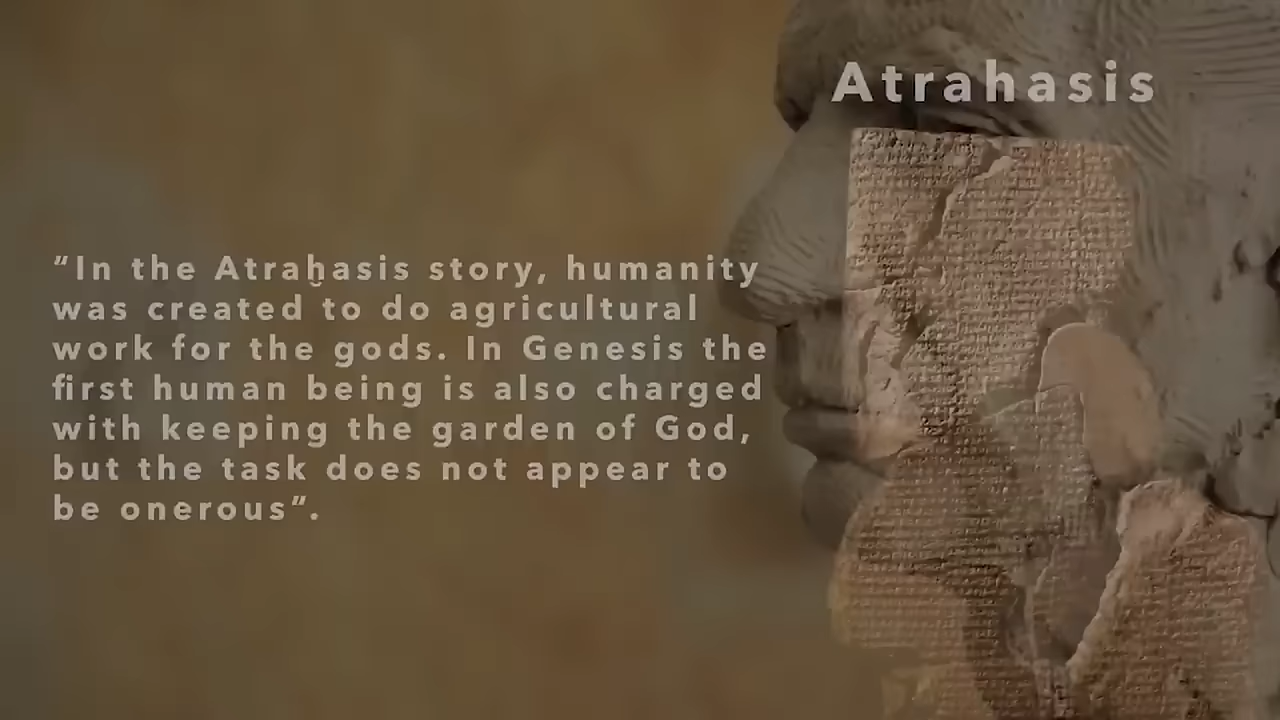 Atrahasis
“In the Atraḫasis story, humanity
was created to do agricultural
work for the gods. In Genesis the
first human being is also charged
with keeping the garden of God,
but the task does not appear to
be onerous”.